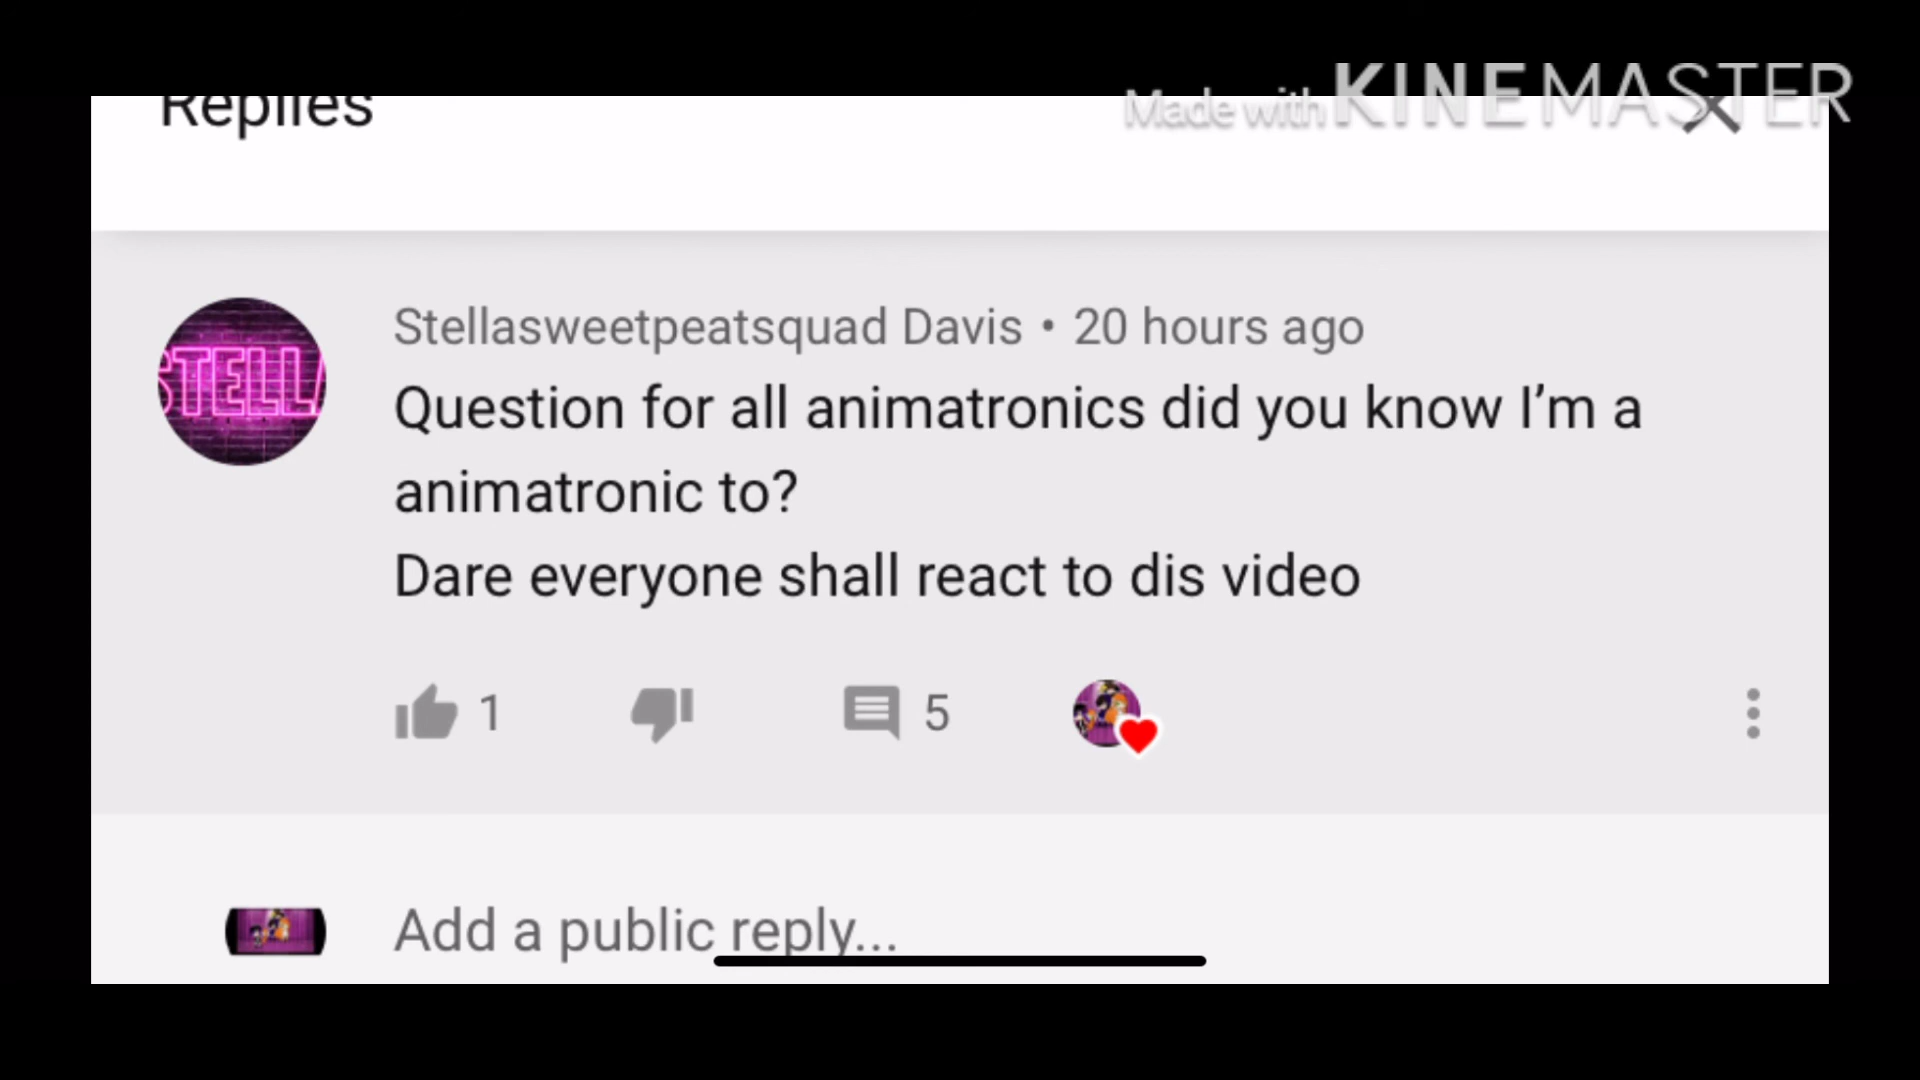 Made with KINEMASTER
Replies
Stellasweetpeatsquad Davis • 20 hours ago
STELLA
Question for all animatronics did you know I’m a
animatronic to?
Dare everyone shall react to dis video
1
5
Add a public reply...